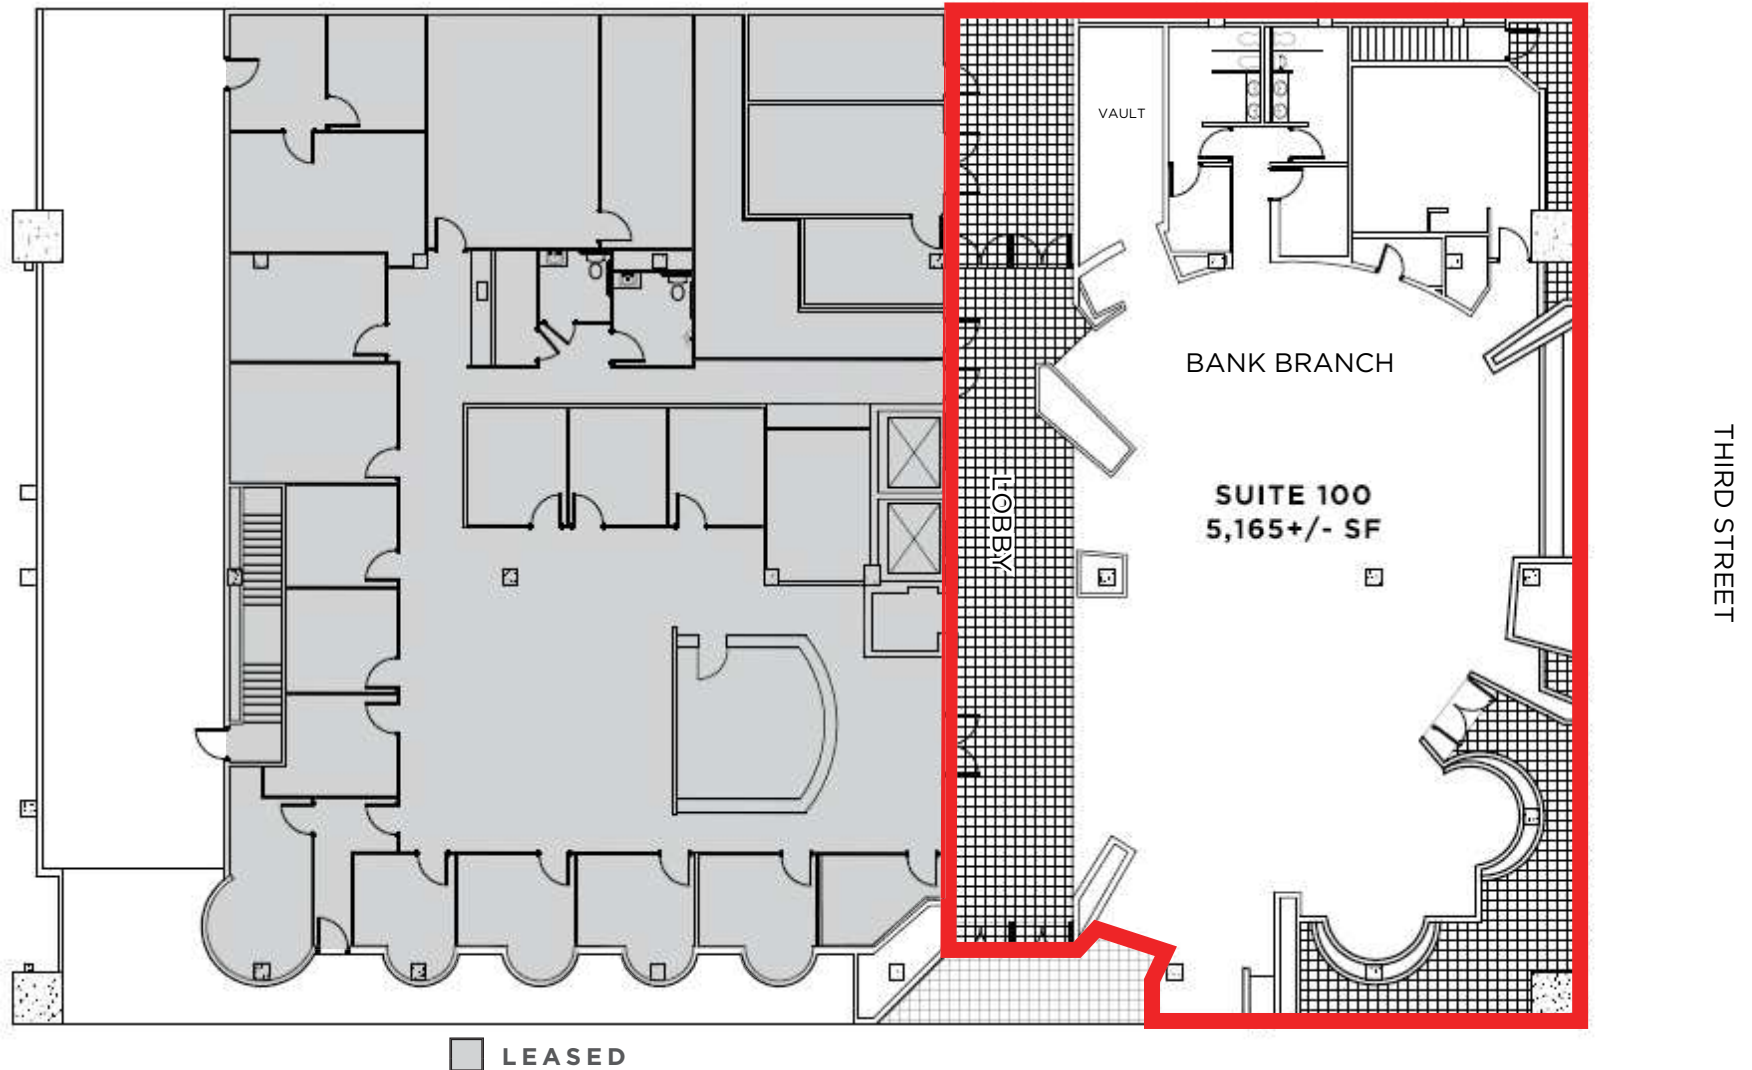 VAULT
BANK BRANCH
LOBBY
SUITE 100
5,165+/- SF
THIRD STREET
LEASED